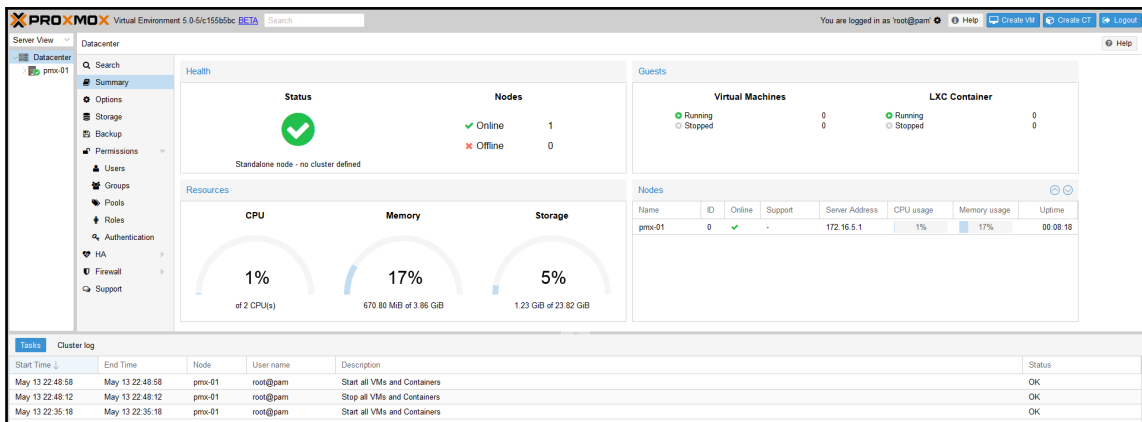 PROXMOX Virtual Environment 5.0-5/c155b5bc BETA Search You are logged in as 'root@pam' Help Create VM Create CT Logout
Server View
Datacenter
pmx-01
Datacenter Help
Search
Summary
Options
Storage
Backup
Permissions
Users
Groups
Pools
Roles
Authentication
HA
Firewall
Support
Health
Status Nodes
Online 1
Offline 0
Standalone node - no cluster defined
Guests
Virtual Machines LXC Container
Running 0 Running 0
Stopped 0 Stopped 0
Resources
CPU Memory Storage
1% 17% 5%
of 2 CPU(s) 670.80 MiB of 3.86 GiB 1.23 GiB of 23.82 GiB
Nodes
Name ID Online Support Server Address CPU usage Memory usage Uptime
pmx-01 0 - 172.16.5.1 1% 17% 00:08:18
Tasks Cluster log
Start Time End Time Node User name Description Status
May 13 22:48:58 May 13 22:48:58 pmx-01 root@pam Start all VMs and Containers OK
May 13 22:48:12 May 13 22:48:12 pmx-01 root@pam Stop all VMs and Containers OK
May 13 22:35:18 May 13 22:35:18 pmx-01 root@pam Start all VMs and Containers OK